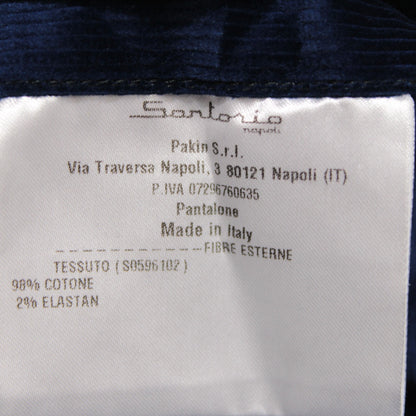 Sartorio
napoli
Pakin S.r.l.
Via Traversa Napoli, 3 80121 Napoli (IT)
P.IVA 07296760635
Pantalone
Made in Italy
--------------FIBRE ESTERNE
TESSUTO (S0596102)
98% COTONE
2% ELASTAN